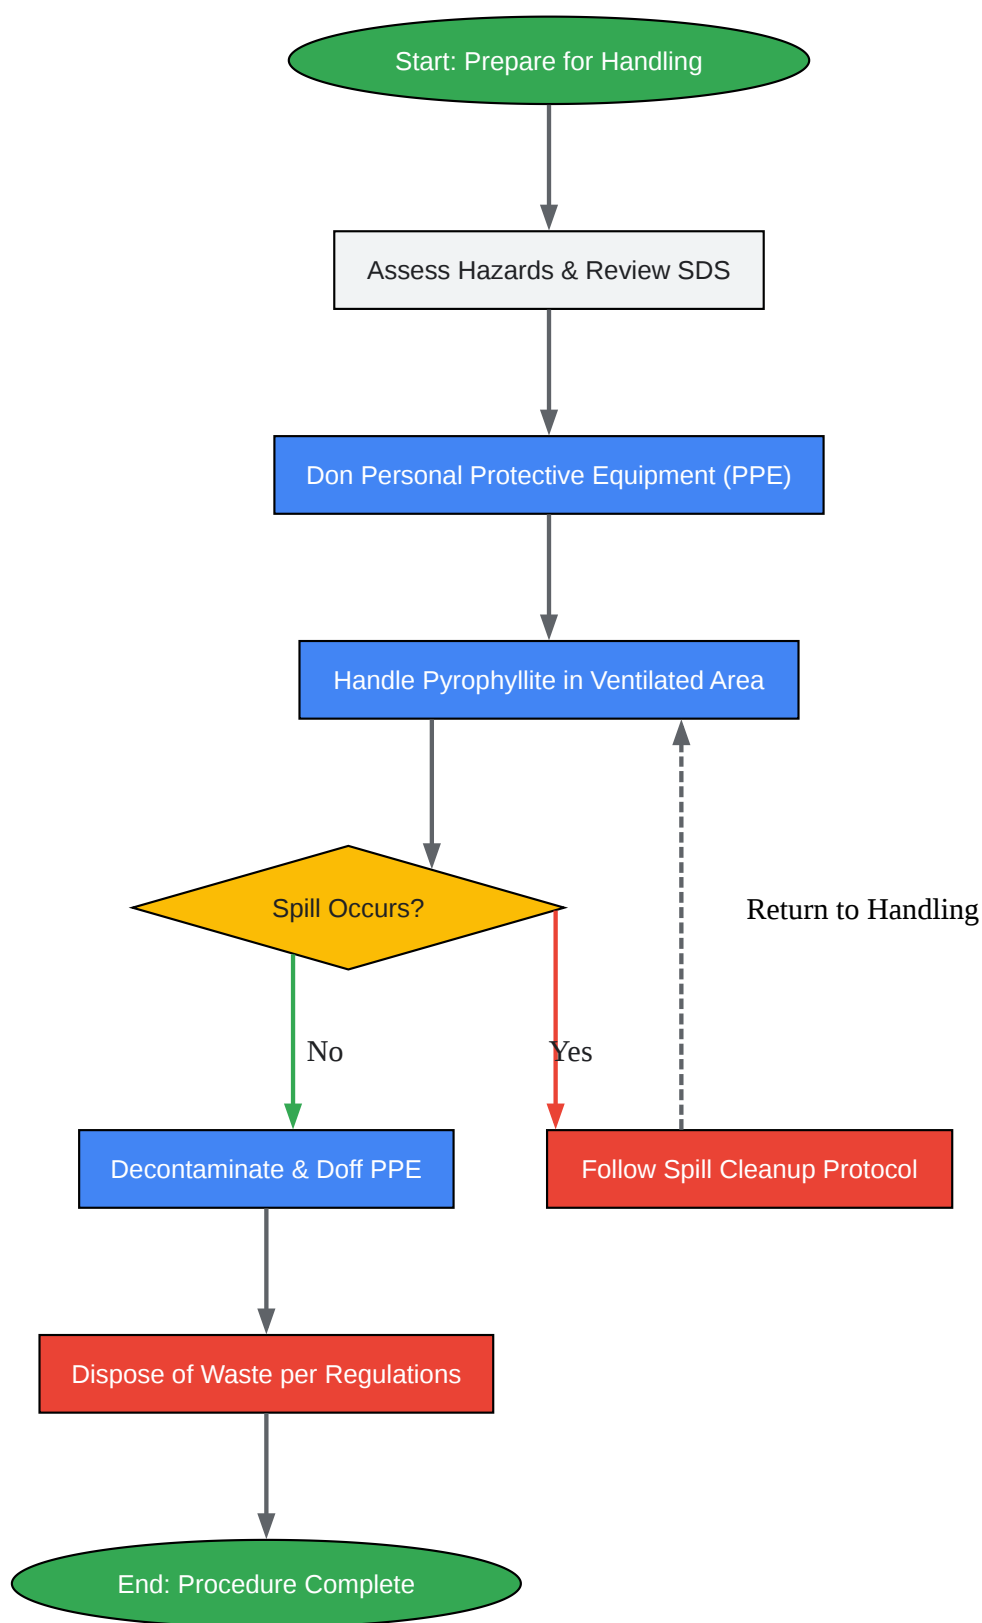 Start: Prepare for Handling
Assess Hazards & Review SDS
Don Personal Protective Equipment (PPE)
Handle Pyrophyllite in Ventilated Area
Spill Occurs?
Return to Handling
No
Yes
Decontaminate & Doff PPE
Follow Spill Cleanup Protocol
Dispose of Waste per Regulations
End: Procedure Complete